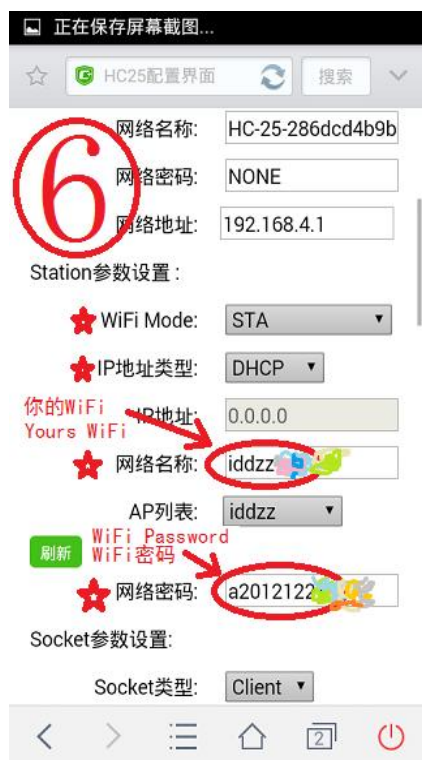 正在保存屏幕截图...
HC25配置界面
搜索
6
网络名称: HC-25-286dcd4b9b
网络密码: NONE
网络地址: 192.168.4.1
Station参数设置:
WiFi Mode: STA
IP地址类型: DHCP
你的WiFi
Yours WiFi
IP地址: 0.0.0.0
网络名称: iddzz
AP列表: iddzz
刷新
WiFi Password
WiFi密码
网络密码: a2012122
Socket参数设置:
Socket类型: Client
2